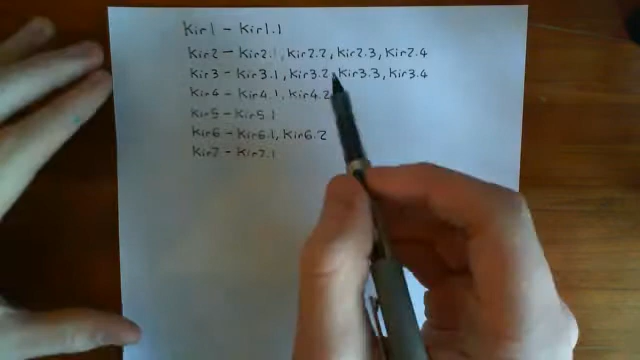 Kir1 - Kir1.1
Kir2 - Kir2.1, Kir2.2, Kir2.3, Kir2.4
Kir3 - Kir3.1, Kir3.2, Kir3.3, Kir3.4
Kir4 - Kir4.1, Kir4.2
Kir5 - Kir5.1
Kir6 - Kir6.1, Kir6.2
Kir7 - Kir7.1